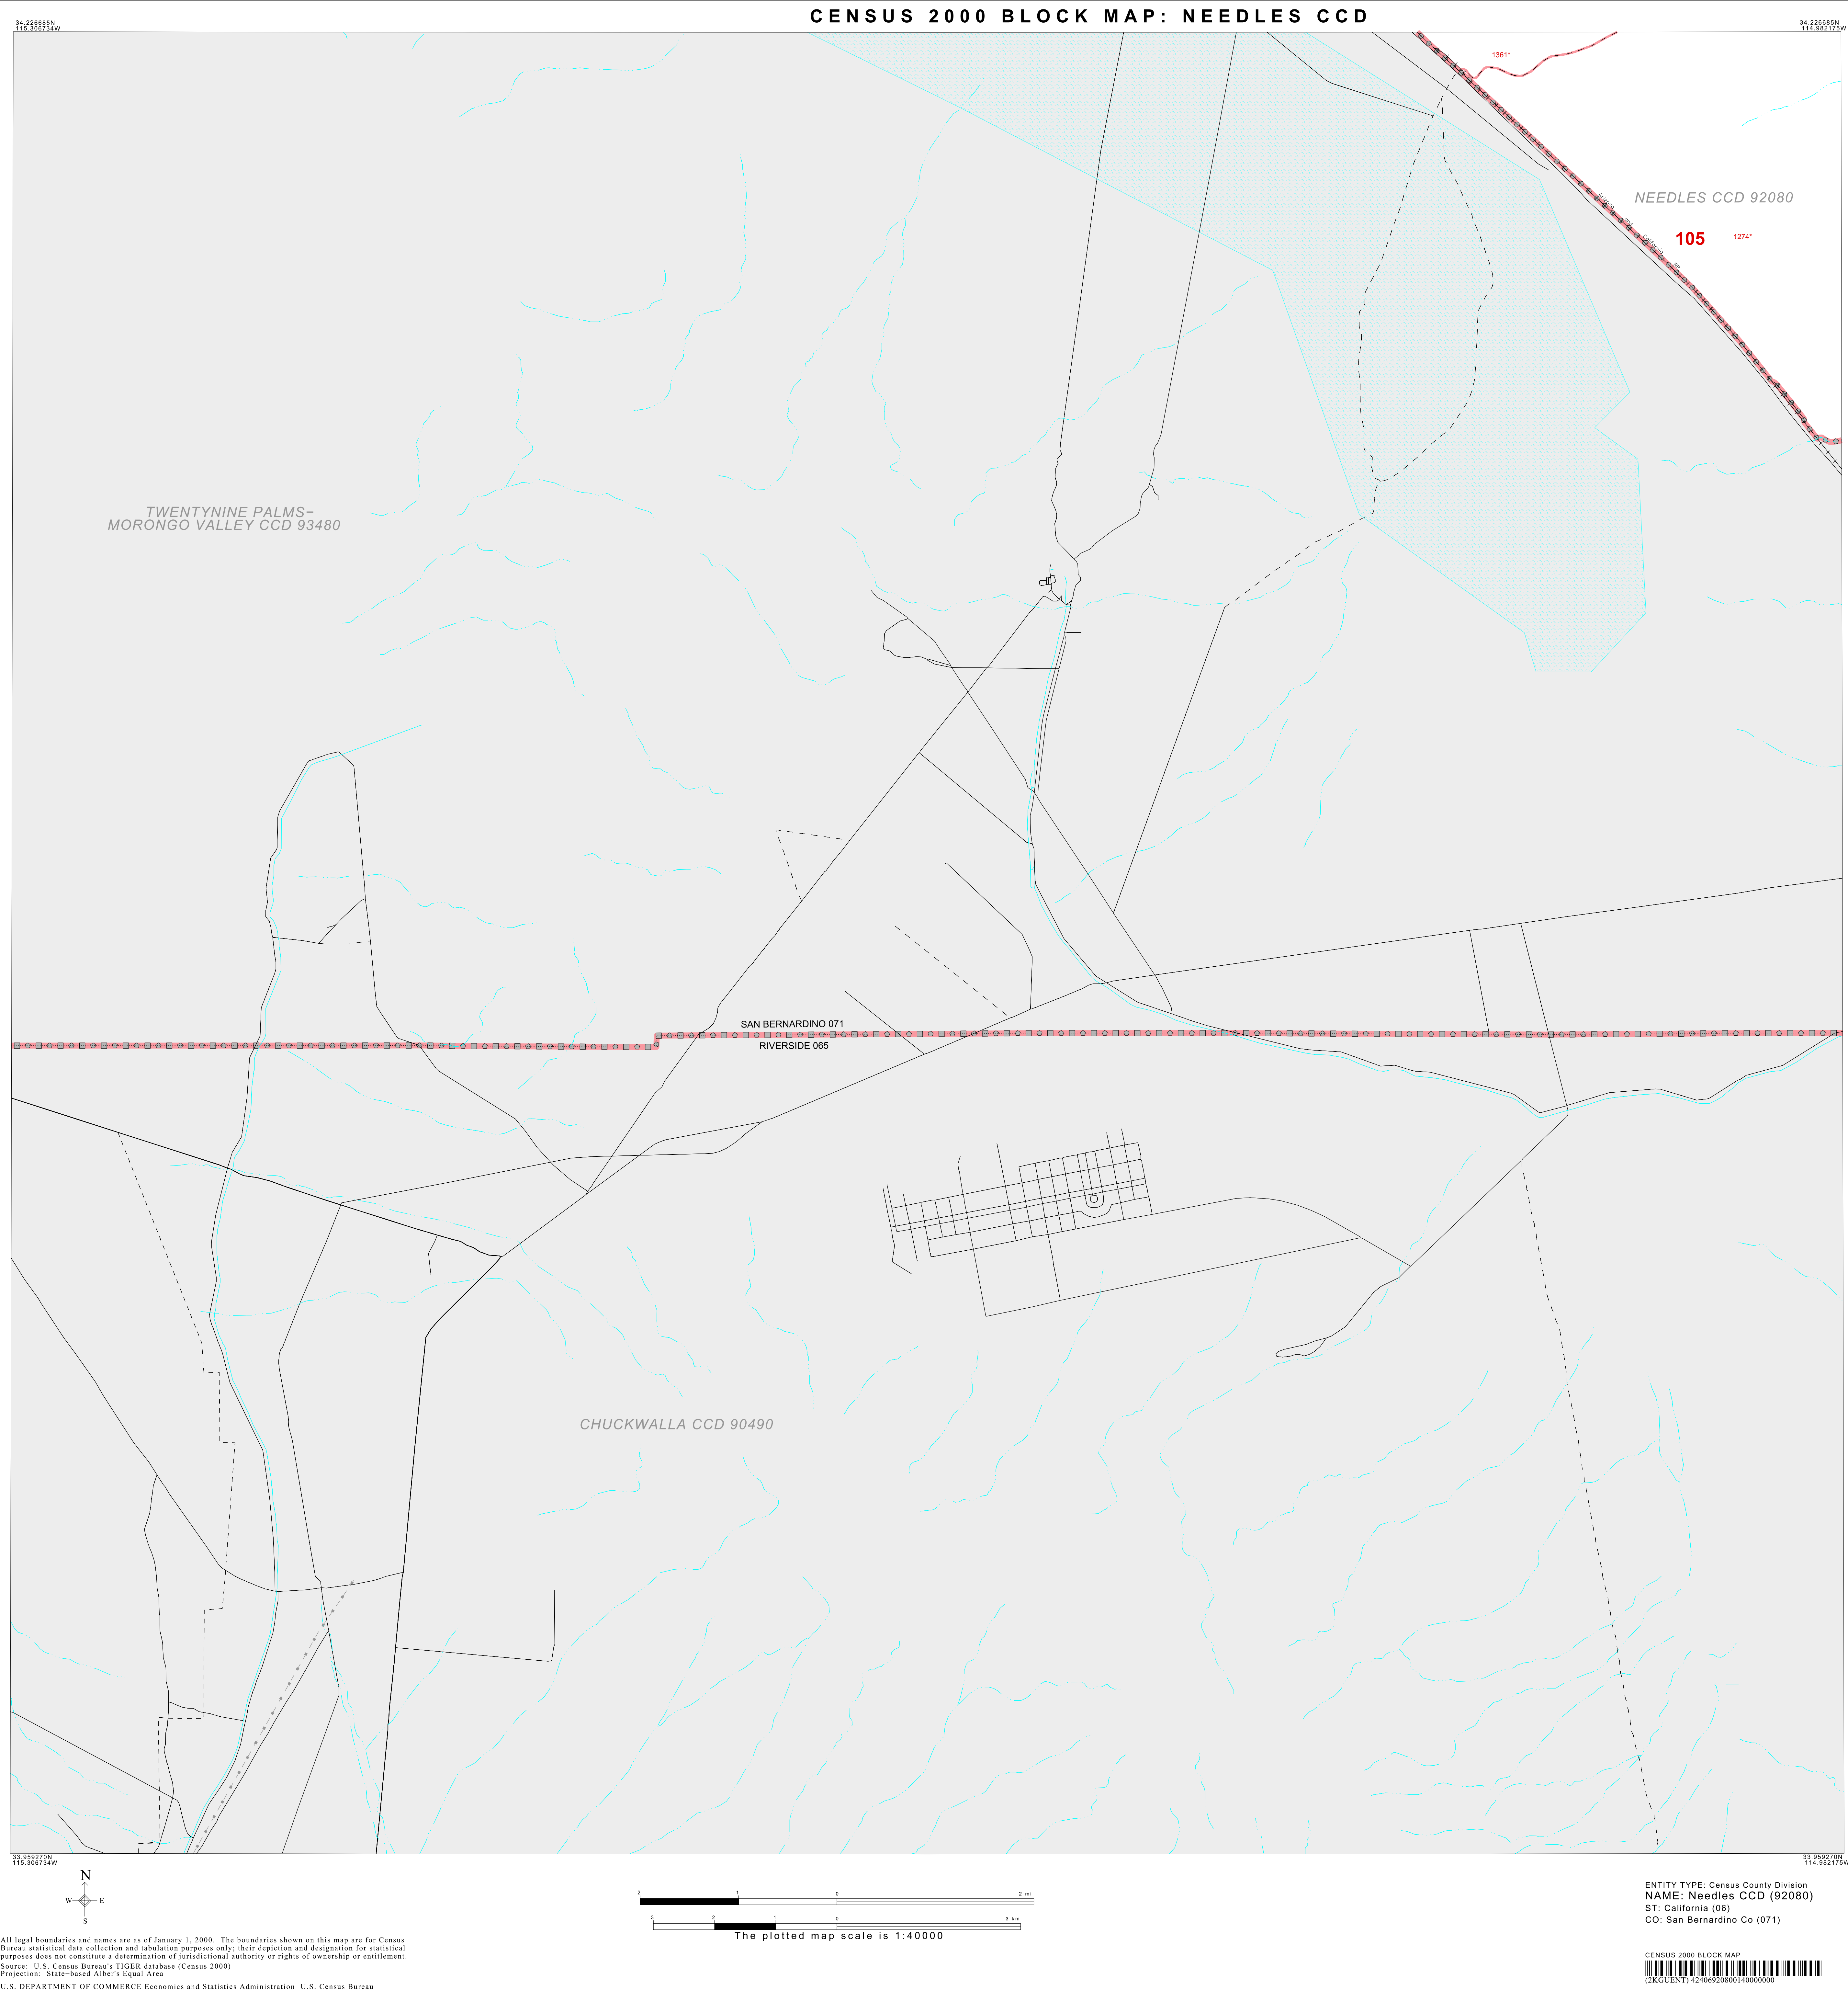 CENSUS 2000 BLOCK MAP: NEEDLES CCD
34.226685N
115.306734W
34.226685N
114.982175W
1361*
NEEDLES CCD 92080
105
1274*
Arizona and California RR
TWENTYNINE PALMS−
MORONGO VALLEY CCD 93480
SAN BERNARDINO 071
RIVERSIDE 065
CHUCKWALLA CCD 90490
33.959270N
115.306734W
33.959270N
114.982175W
N
W E
S
2 1 0 2 mi
3 2 1 0 3 km
The plotted map scale is 1:40000
All legal boundaries and names are as of January 1, 2000. The boundaries shown on this map are for Census
Bureau statistical data collection and tabulation purposes only; their depiction and designation for statistical
purposes does not constitute a determination of jurisdictional authority or rights of ownership or entitlement.
Source: U.S. Census Bureau's TIGER database (Census 2000)
Projection: State−based Alber's Equal Area
U.S. DEPARTMENT OF COMMERCE Economics and Statistics Administration U.S. Census Bureau
ENTITY TYPE: Census County Division
NAME: Needles CCD (92080)
ST: California (06)
CO: San Bernardino Co (071)
CENSUS 2000 BLOCK MAP
(2KGUENT) 42406920800140000000